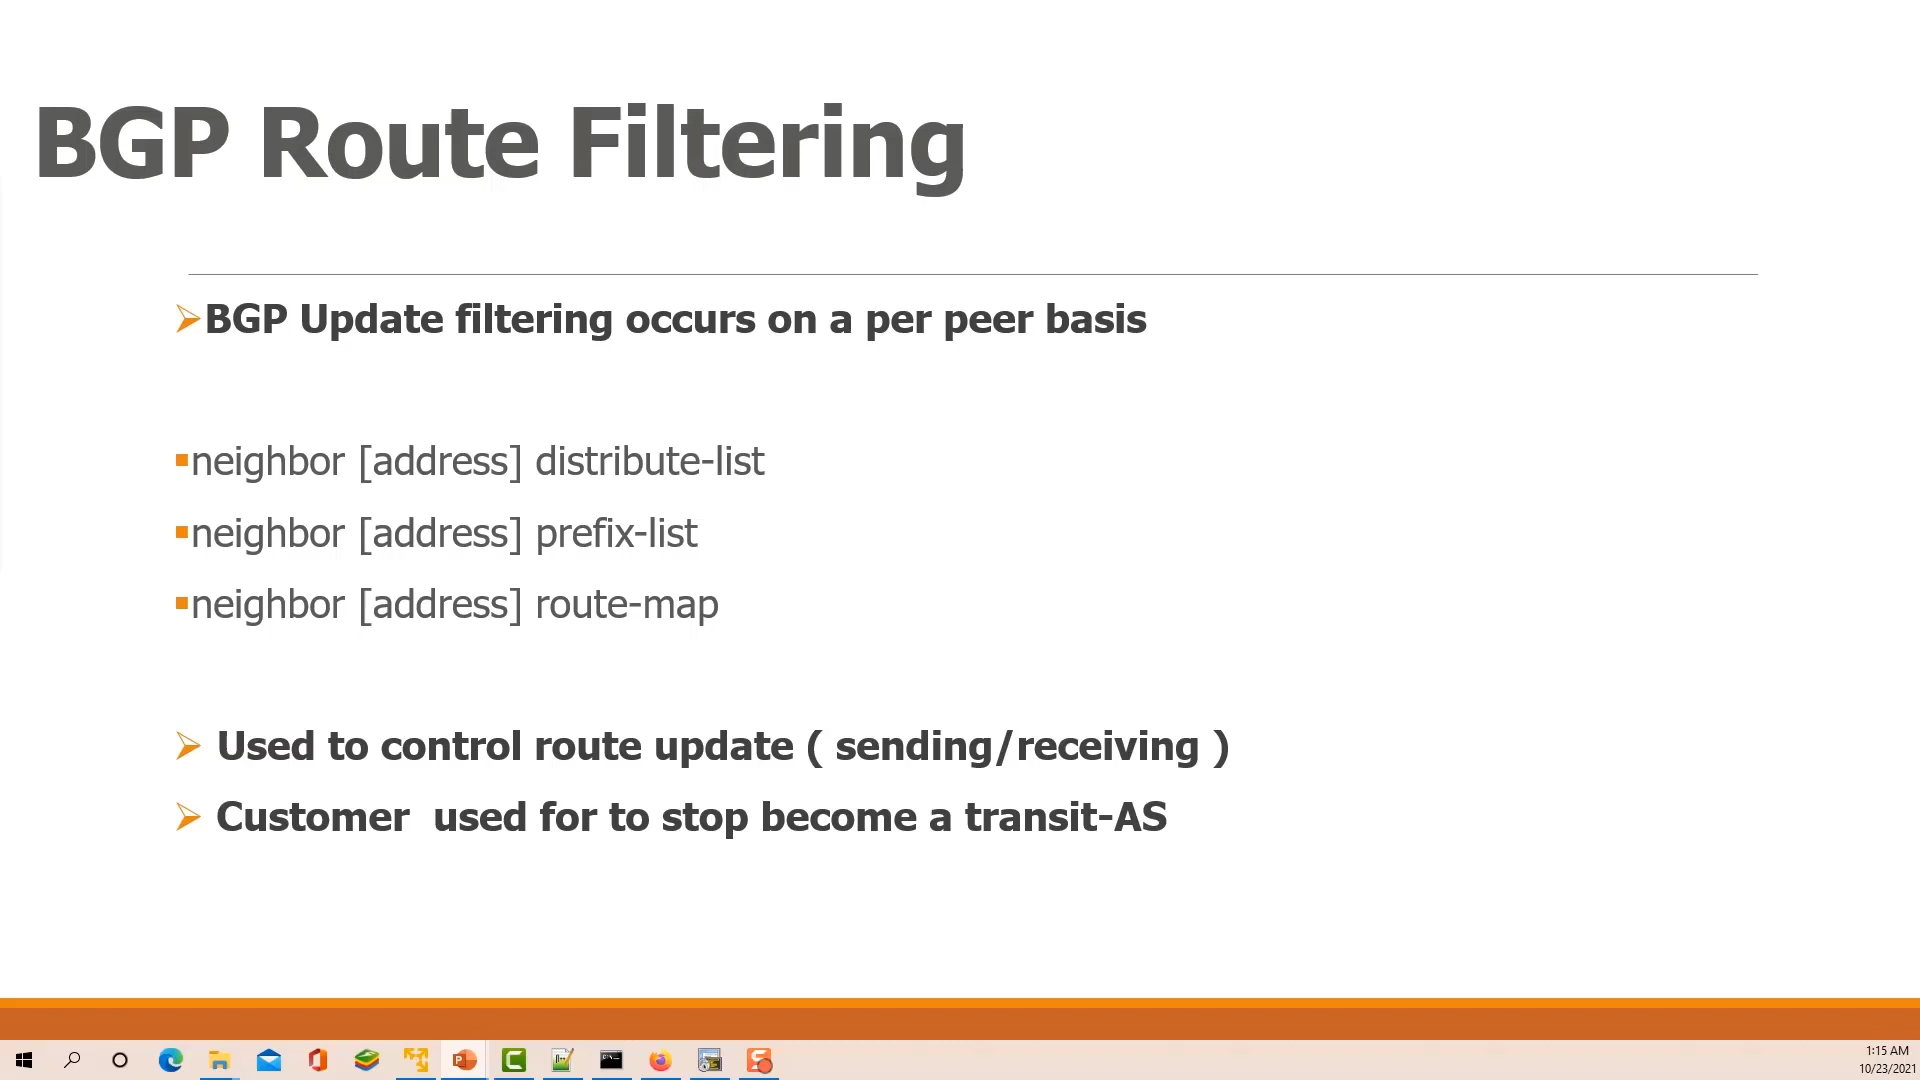 BGP Route Filtering
BGP Update filtering occurs on a per peer basis
neighbor [address] distribute-list
neighbor [address] prefix-list
neighbor [address] route-map
Used to control route update ( sending/receiving )
Customer  used for to stop become a transit-AS
1:15 AM
10/23/2021